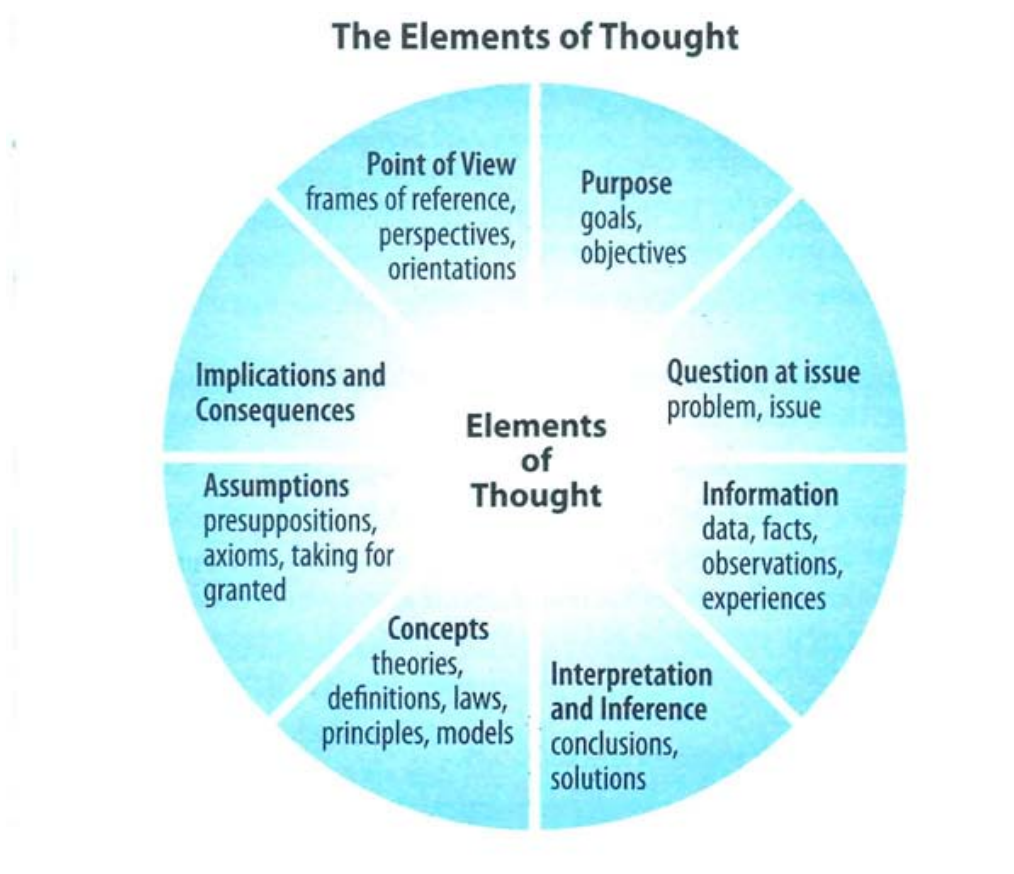 The Elements of Thought
Point of View
frames of reference,
perspectives,
orientations
Purpose
goals,
objectives
Question at issue
problem, issue
Information
data, facts,
observations,
experiences
Interpretation
and Inference
conclusions,
solutions
Concepts
theories,
definitions, laws,
principles, models
Assumptions
presuppositions,
axioms, taking for
granted
Implications and
Consequences
Elements
of
Thought